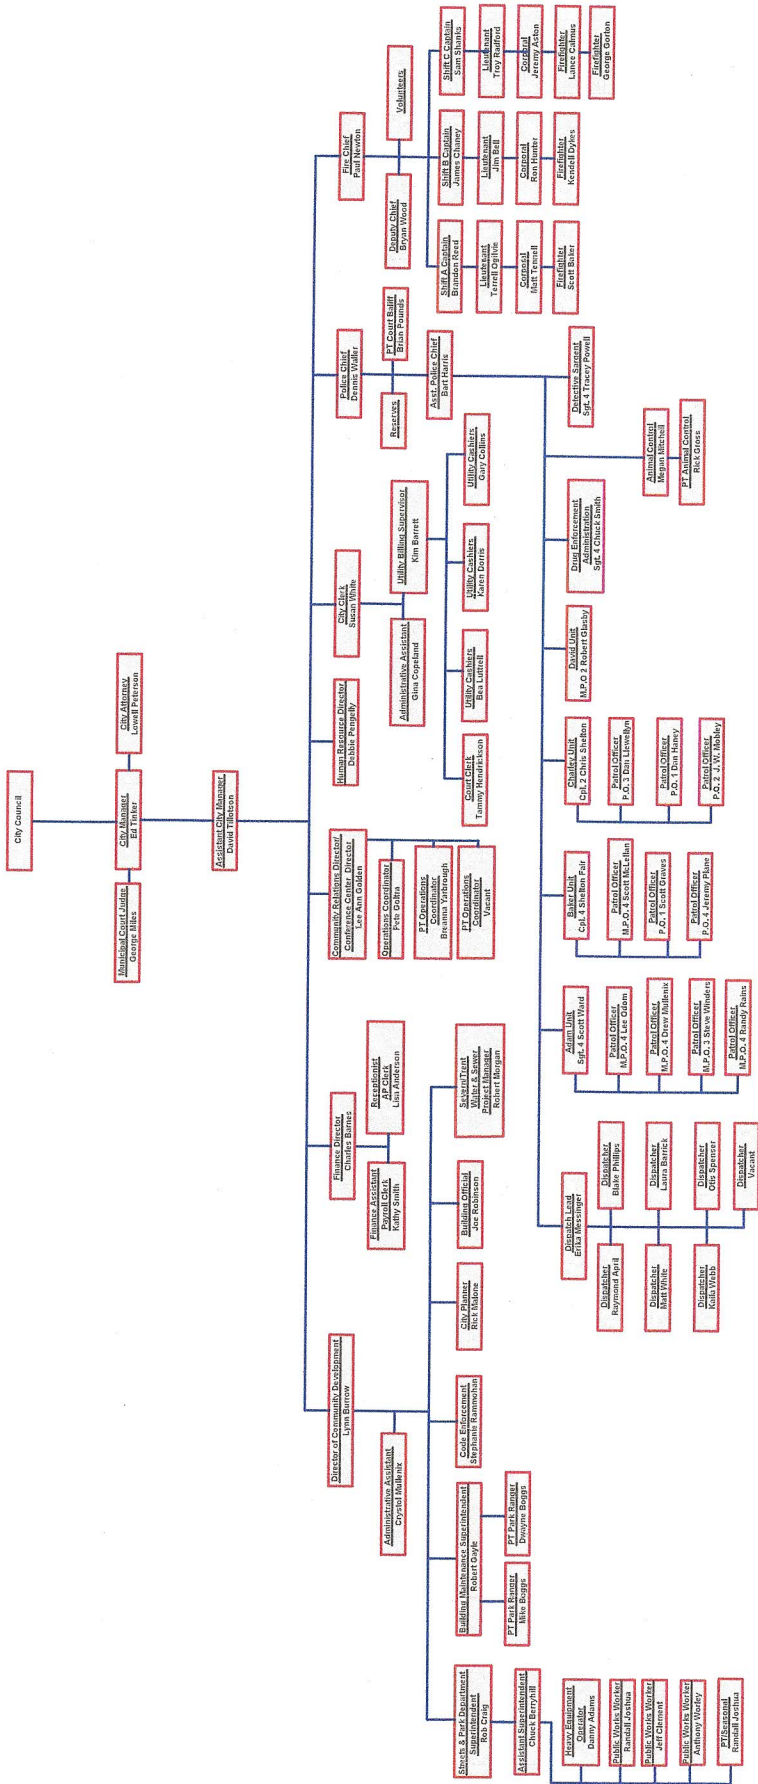 City Council
Municipal Court Judge
George Miles
City Manager
Ed Tinker
City Attorney
Lowell Peterson
Assistant City Manager
David Tillotson
Director of Community Development
Lynn Burrow
Finance Director
Charles Barnes
Community Relations Director/
Conference Center Director
Lee Ann Golden
Human Resource Director
Debbie Pengelly
City Clerk
Susan White
Police Chief
Dennis Waller
Fire Chief
Paul Newton
Administrative Assistant
Crystol Mullenix
Streets & Park Department
Superintendent
Rob Craig
Assistant Superintendent
Chuck Berryhill
Heavy Equipment
Operator
Danny Adams
Public Works Worker
Randall Joshua
Public Works Worker
Jeff Clement
Public Works Worker
Anthony Worley
PT/Seasonal
Randall Joshua
Building Maintenance Superintendent
Robert Gayle
PT Park Ranger
Mike Boggs
PT Park Ranger
Dwayne Boggs
Code Enforcement
Stephanie Rammohan
City Planner
Rick Malone
Building Official
Joe Robinson
Severn/Trent
Water & Sewer
Project Manager
Robert Morgan
Finance Assistant
Payroll Clerk
Kathy Smith
Receptionist
AP Clerk
Lisa Anderson
Operations Coordinator
Pete Goltra
PT Operations
Coordinator
Breanna Yarbrough
PT Operations
Coordinator
Vacant
Administrative Assistant
Gina Copeland
Utility Billing Supervisor
Kim Barrett
Court Clerk
Tammy Hendrickson
Utility Cashiers
Bea Luttrell
Utility Cashiers
Karen Dorris
Utility Cashiers
Gary Collins
Reserves
PT Court Baliff
Brian Pounds
Asst. Police Chief
Bart Harris
Dispatch Lead
Erika Messinger
Dispatcher
Raymond April
Dispatcher
Blake Phillips
Dispatcher
Matt White
Dispatcher
Laura Barrick
Dispatcher
Kaila Webb
Dispatcher
Otis Spenser
Dispatcher
Vacant
Adam Unit
Sgt. 4 Scott Ward
Patrol Officer
M.P.O. 4 Lee Odom
Patrol Officer
M.P.O. 4 Drew Mullenix
Patrol Officer
M.P.O. 3 Steve Winders
Patrol Officer
M.P.O. 4 Randy Rains
Baker Unit
Cpl. 4 Shelton Fair
Patrol Officer
M.P.O. 4 Scott McLellan
Patrol Officer
P.O. 1 Scott Graves
Patrol Officer
P.O. 4 Jeremy Plane
Charley Unit
Cpl. 2 Chris Shelton
Patrol Officer
P.O. 3 Dan Llewellyn
Patrol Officer
P.O. 1 Dan Haney
Patrol Officer
P.O. 2 J. W. Mobley
David Unit
M.P.O 2 Robert Glasby
Drug Enforcement
Administration
Sgt. 4 Chuck Smith
Animal Control
Megan Mitchell
PT Animal Control
Rick Gross
Detective Sargent
Sgt. 4 Tracey Powell
Deputy Chief
Bryan Wood
Volunteers
Shift A Captain
Brandon Reed
Lieutenant
Terrell Ogilvie
Corporal
Matt Tennell
Firefighter
Scott Baker
Shift B Captain
James Chaney
Lieutenant
Jim Bell
Corporal
Ron Hunter
Firefighter
Kendell Dykes
Shift C Captain
Sam Shanks
Lieutenant
Troy Radford
Corporal
Jeremy Aston
Firefighter
Lance Calmus
Firefighter
George Gorton